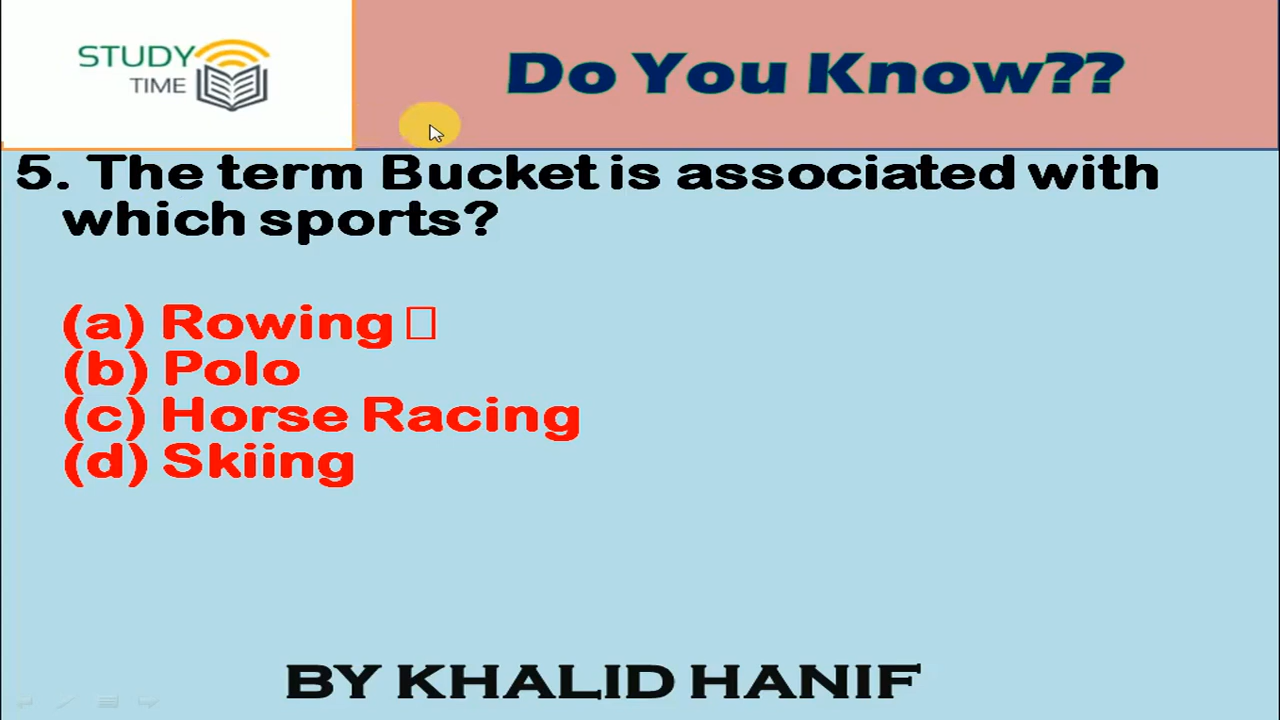 STUDY
TIME
Do You Know??
5. The term Bucket is associated with
which sports?
(a) Rowing □
(b) Polo
(c) Horse Racing
(d) Skiing
BY KHALID HANIF